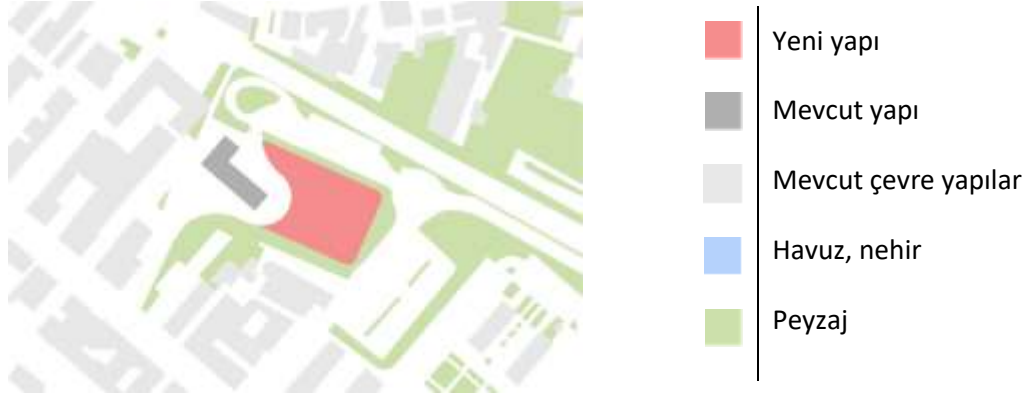 Yeni yapı
Mevcut yapı
Mevcut çevre yapılar
Havuz, nehir
Peyzaj